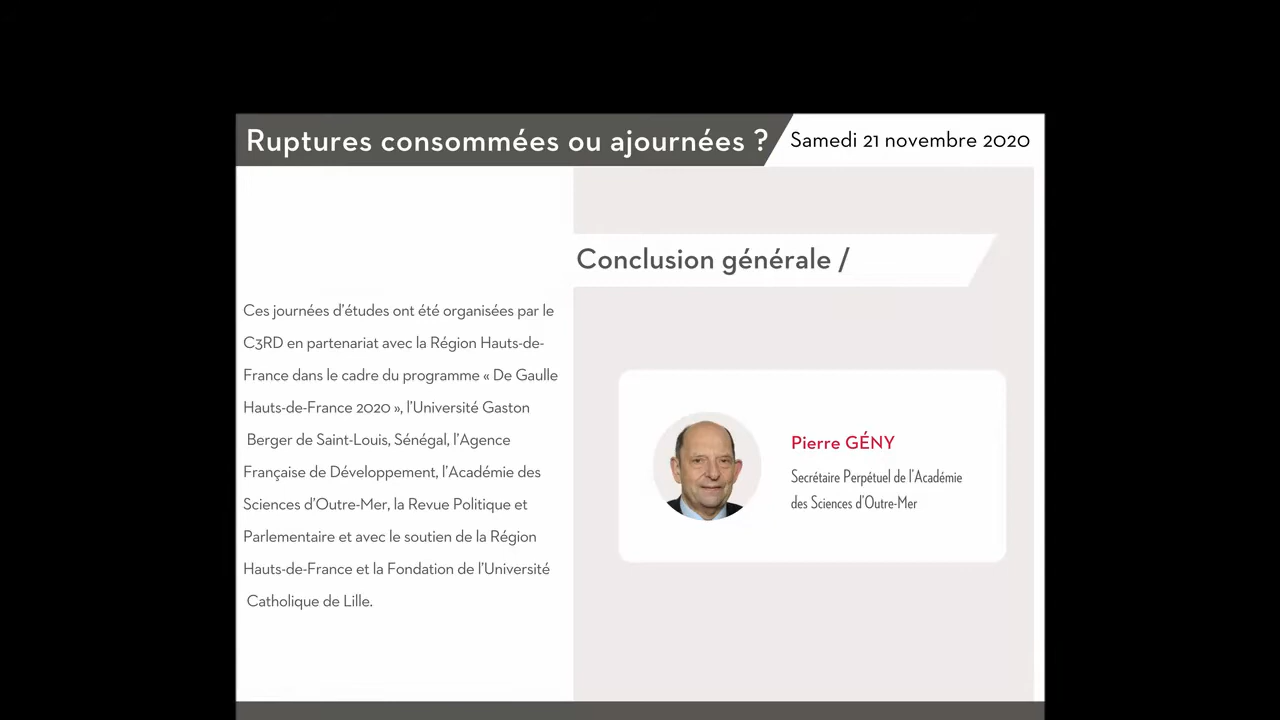 Ruptures consommées ou ajournées ?
Samedi 21 novembre 2020
Conclusion générale /
Ces journées d'études ont été organisées par le
C3RD en partenariat avec la Région Hauts-de-
France dans le cadre du programme « De Gaulle
Hauts-de-France 2020 », l'Université Gaston
Berger de Saint-Louis, Sénégal, l'Agence
Française de Développement, l'Académie des
Sciences d'Outre-Mer, la Revue Politique et
Parlementaire et avec le soutien de la Région
Hauts-de-France et la Fondation de l'Université
Catholique de Lille.
Pierre GÉNY
Secrétaire Perpétuel de l'Académie
des Sciences d'Outre-Mer